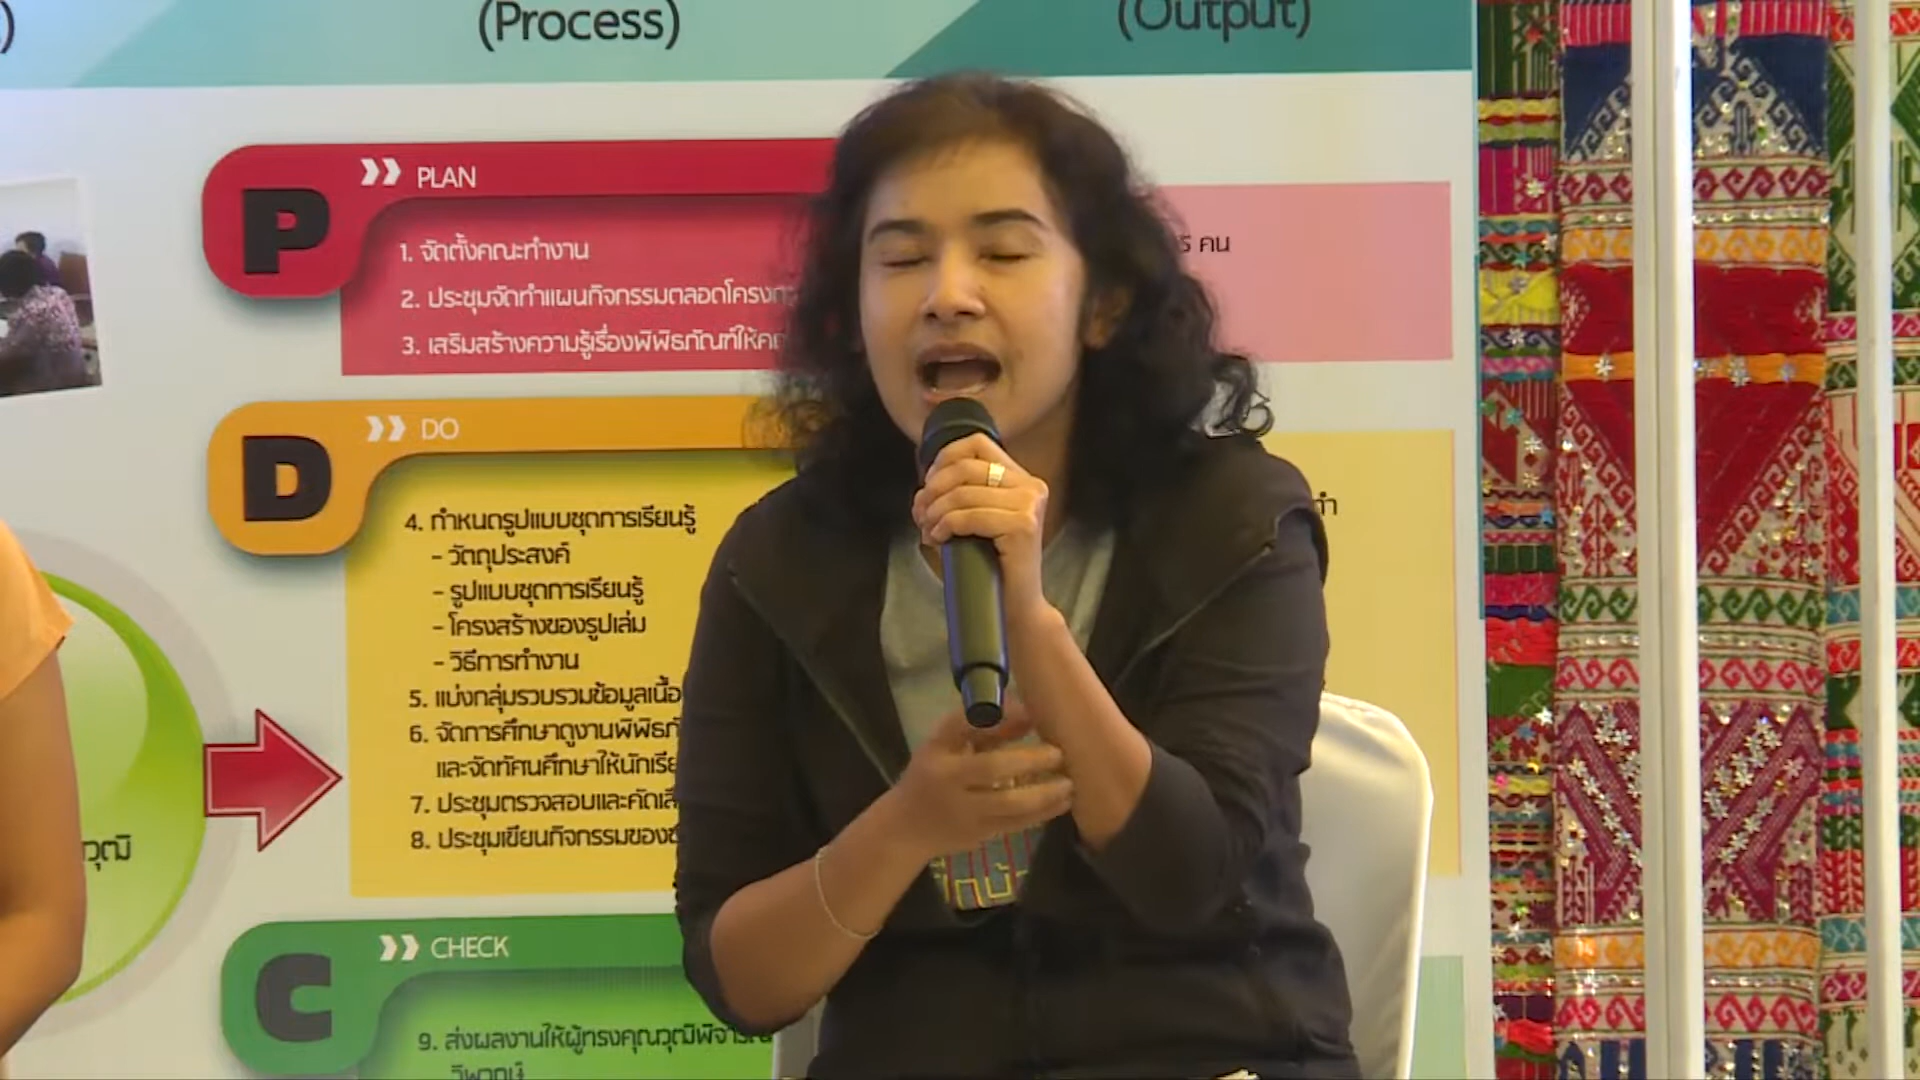 (Process)
(Output)
P
PLAN
1. จัดตั้งคณะทำงาน
2. ประชุมจัดทำแผนกิจกรรมตลอดโครงการ
3. เสริมสร้างความรู้เรื่องพิพิธภัณฑ์ให้
คน
D
DO
4. กำหนดรูปแบบชุดการเรียนรู้
- วัตถุประสงค์
- รูปแบบชุดการเรียนรู้
- โครงสร้างของรูปเล่ม
- วิธีการทำงาน
5. แบ่งกลุ่มรวบรวมข้อมูลเนื้อ
6. จัดการศึกษาดูงานพิพิธภั
และจัดทัศนศึกษาให้นักเรีย
7. ประชุมตรวจสอบและคัดเลื
8. ประชุมเขียนกิจกรรมของช
ทำ
วุฒิ
C
CHECK
9. ส่งผลงานให้ผู้ทรงคุณวุฒิพิจารณ
วิพากษ์